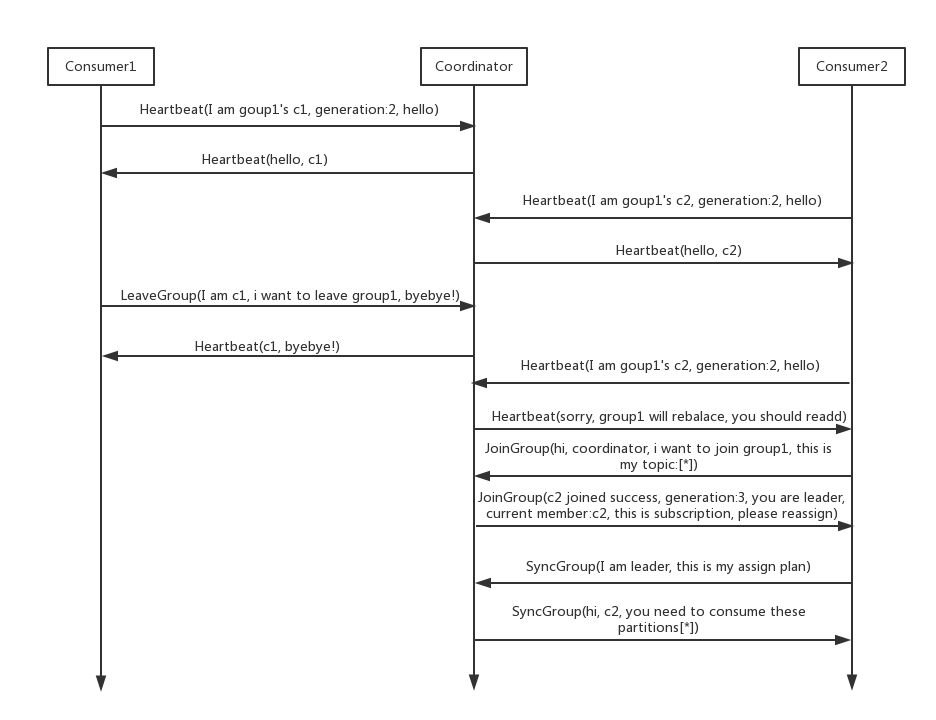 Consumer1
Coordinator
Consumer2
Heartbeat(I am goup1's c1, generation:2, hello)
Heartbeat(hello, c1)
Heartbeat(I am goup1's c2, generation:2, hello)
Heartbeat(hello, c2)
LeaveGroup(I am c1, i want to leave group1, byebye!)
Heartbeat(c1, byebye!)
Heartbeat(I am goup1's c2, generation:2, hello)
Heartbeat(sorry, group1 will rebalace, you should readd)
JoinGroup(hi, coordinator, i want to join group1, this is
my topic:[*])
JoinGroup(c2 joined success, generation:3, you are leader,
current member:c2, this is subscription, please reassign)
SyncGroup(I am leader, this is my assign plan)
SyncGroup(hi, c2, you need to consume these
partitions[*])